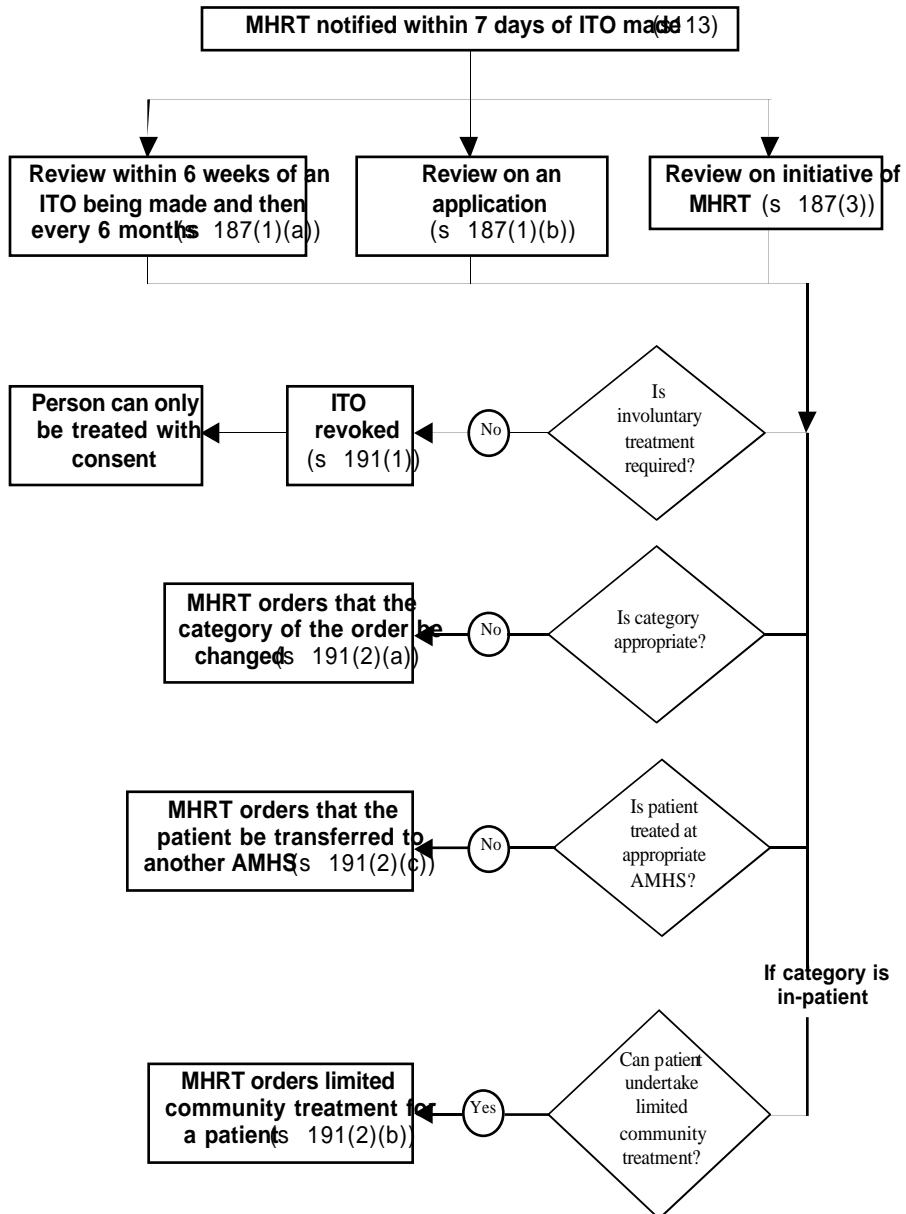 MHRT notified within 7 days of ITO made (s 113)
Review within 6 weeks of an
ITO being made and then
every 6 months (s 187(1)(a))
Review on an
application
(s 187(1)(b))
Review on initiative of
MHRT (s 187(3))
Person can only
be treated with
consent
ITO
revoked
(s 191(1))
No
Is
involuntary
treatment
required?
MHRT orders that the
category of the order be
changed (s 191(2)(a))
No
Is category
appropriate?
MHRT orders that the
patient be transferred to
another AMHS (s 191(2)(c))
No
Is patient
treated at
appropriate
AMHS?
If category is
in-patient
MHRT orders limited
community treatment for
a patient (s 191(2)(b))
Yes
Can patient
undertake
limited
community
treatment?